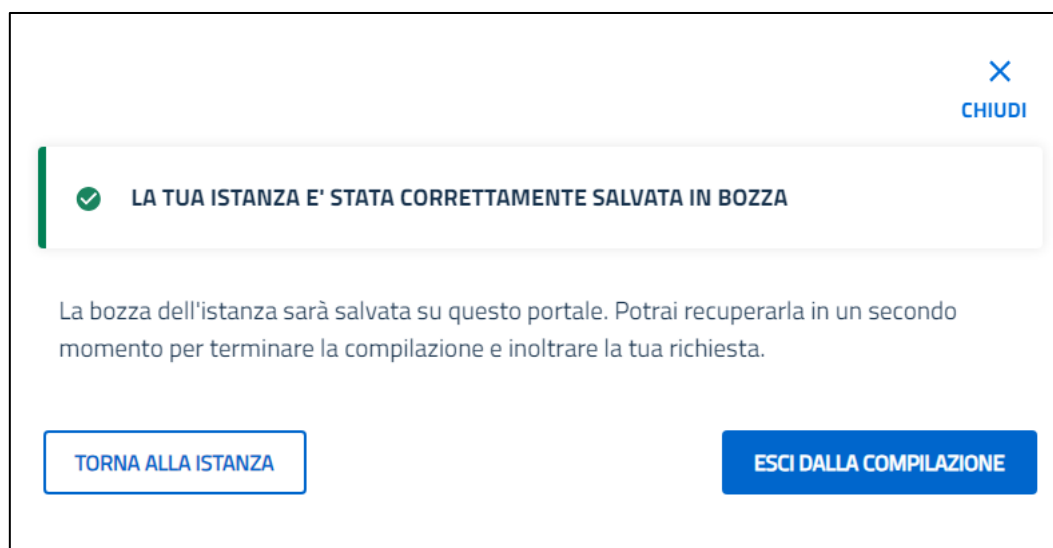 CHIUDI
LA TUA ISTANZA E' STATA CORRETTAMENTE SALVATA IN BOZZA
La bozza dell'istanza sarà salvata su questo portale. Potrai recuperarla in un secondo
momento per terminare la compilazione e inoltrare la tua richiesta.
TORNA ALLA ISTANZA
ESCI DALLA COMPILAZIONE